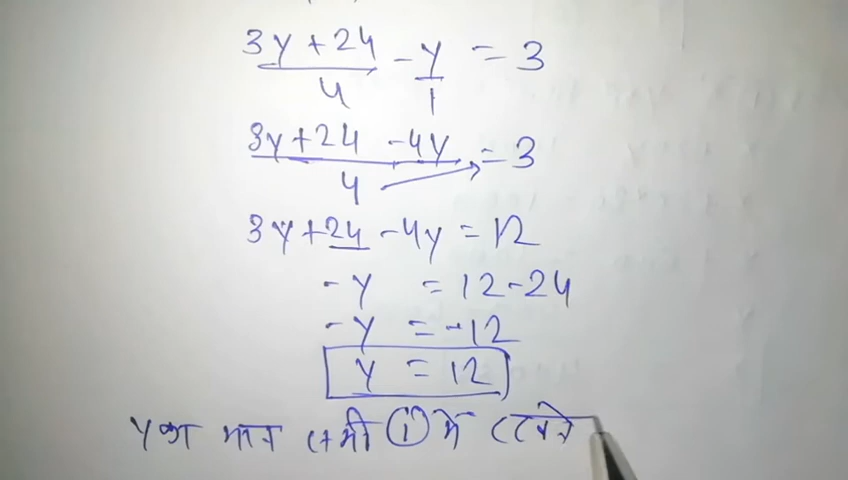 3y + 24 / 4 - y / 1 = 3
3y + 24 - 4y / 4 = 3
3y + 24 - 4y = 12
-y = 12 - 24
-y = -12
y = 12
y का मान समी ① में रखने